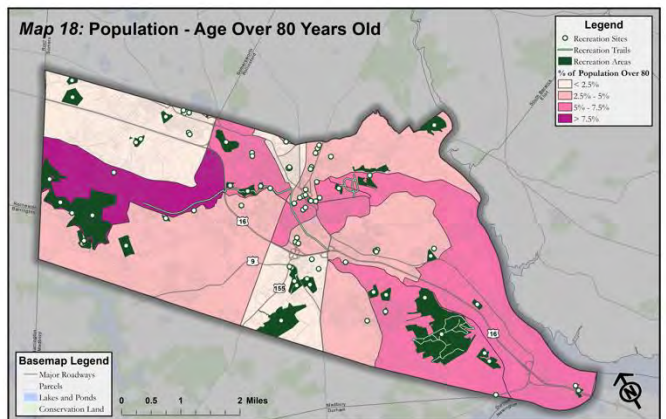 Map 18: Population - Age Over 80 Years Old
Legend
Recreation Sites
Recreation Trails
Recreation Areas
% of Population Over 80
< 2.5%
2.5% - 5%
5% - 7.5%
> 7.5%
16
9
155
16
Basemap Legend
Major Roadways
Parcels
Lakes and Ponds
Conservation Land
1 0.5 0 2 Miles